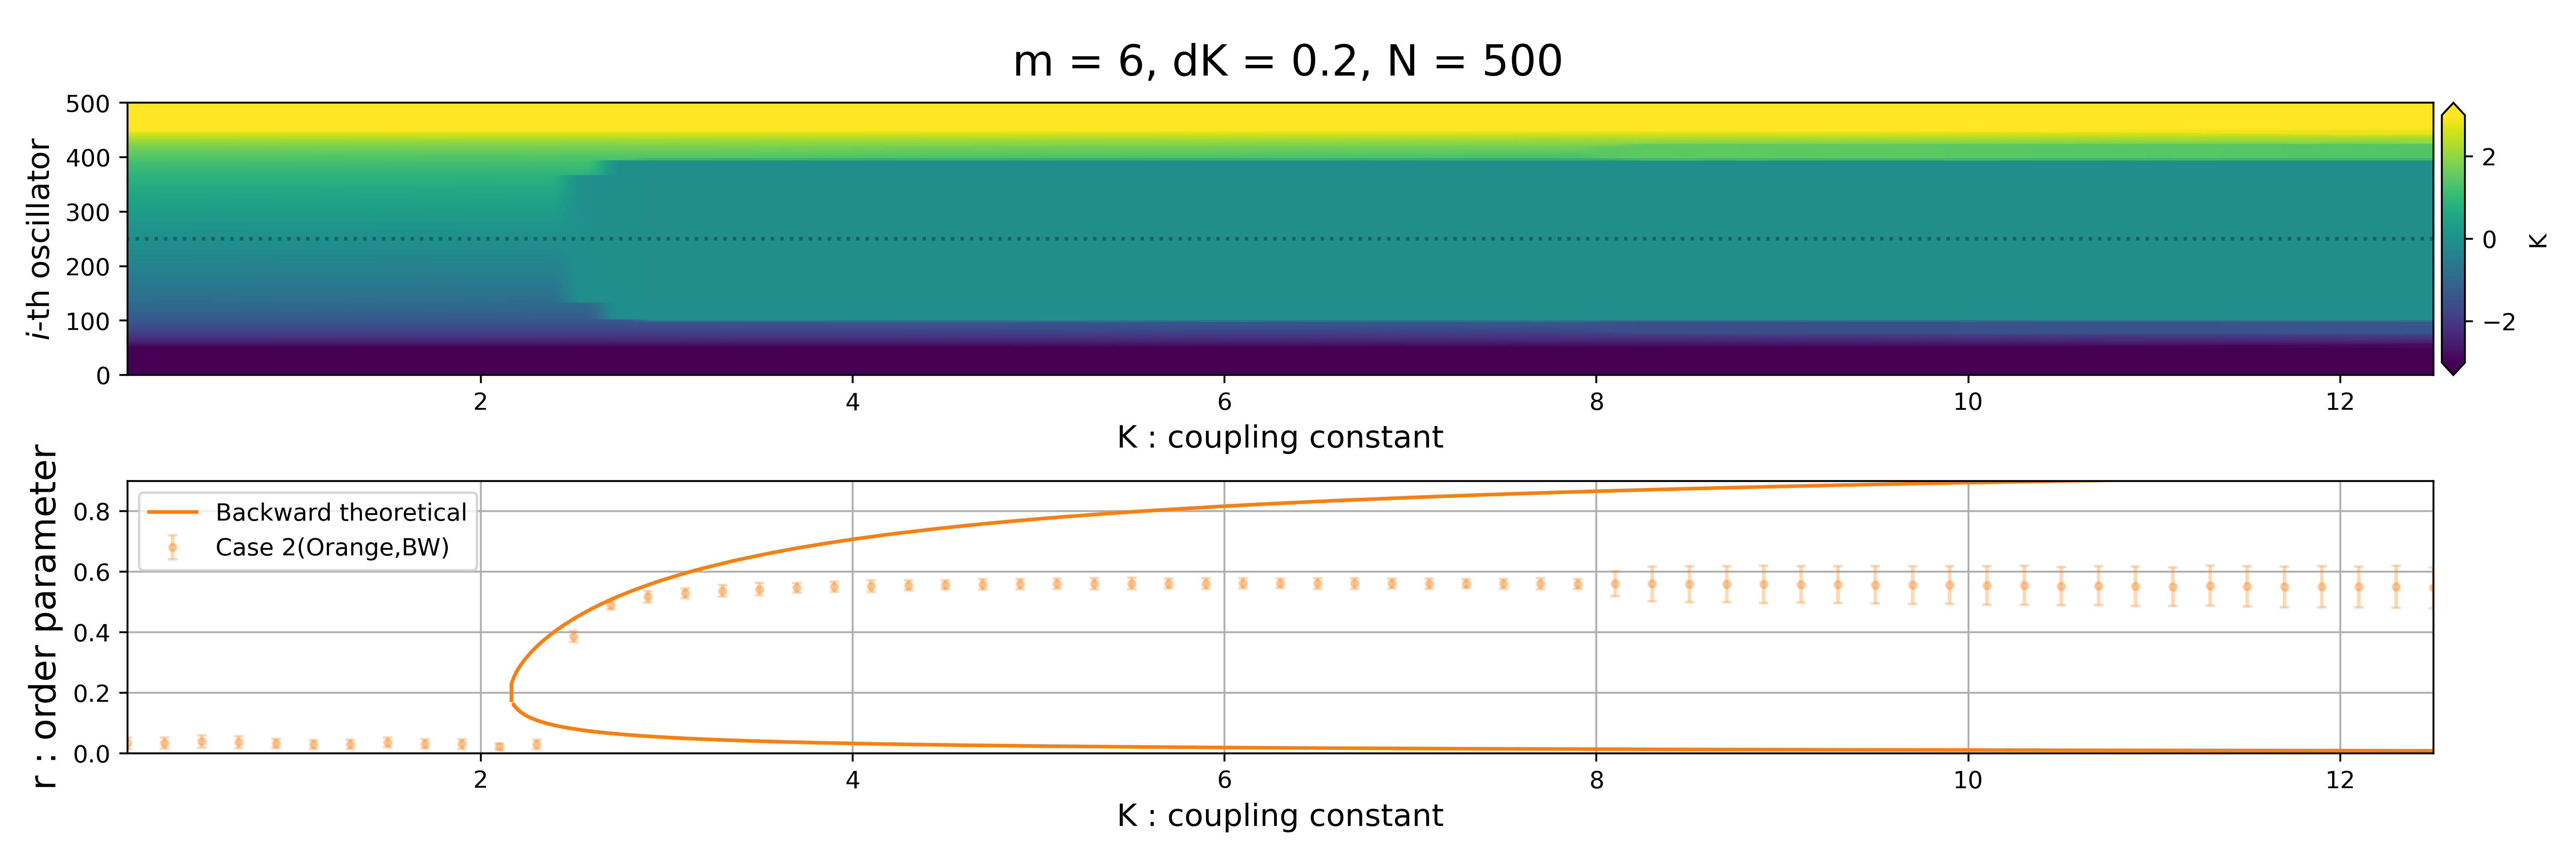 m = 6, dK = 0.2, N = 500
500
400
300
200
100
0
i-th oscillator
2
0
−2
K
2 4 6 8 10 12
K : coupling constant
Backward theoretical
Case 2(Orange,BW)
0.8
0.6
0.4
0.2
0.0
r : order parameter
2 4 6 8 10 12
K : coupling constant